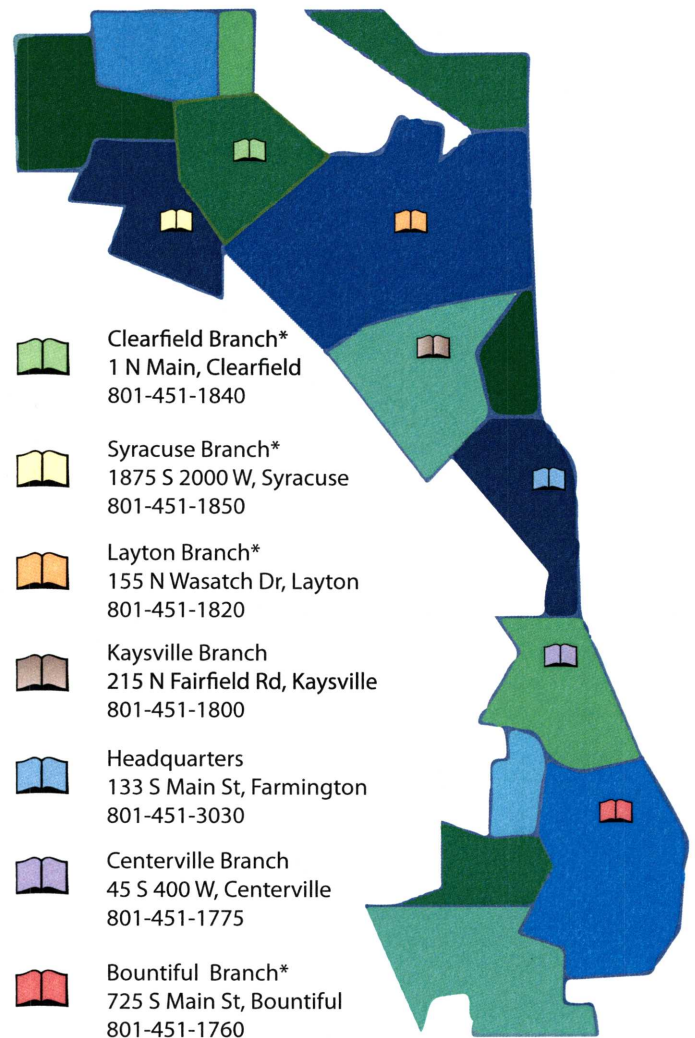 Clearfield Branch*
1 N Main, Clearfield
801-451-1840
Syracuse Branch*
1875 S 2000 W, Syracuse
801-451-1850
Layton Branch*
155 N Wasatch Dr, Layton
801-451-1820
Kaysville Branch
215 N Fairfield Rd, Kaysville
801-451-1800
Headquarters
133 S Main St, Farmington
801-451-3030
Centerville Branch
45 S 400 W, Centerville
801-451-1775
Bountiful Branch*
725 S Main St, Bountiful
801-451-1760